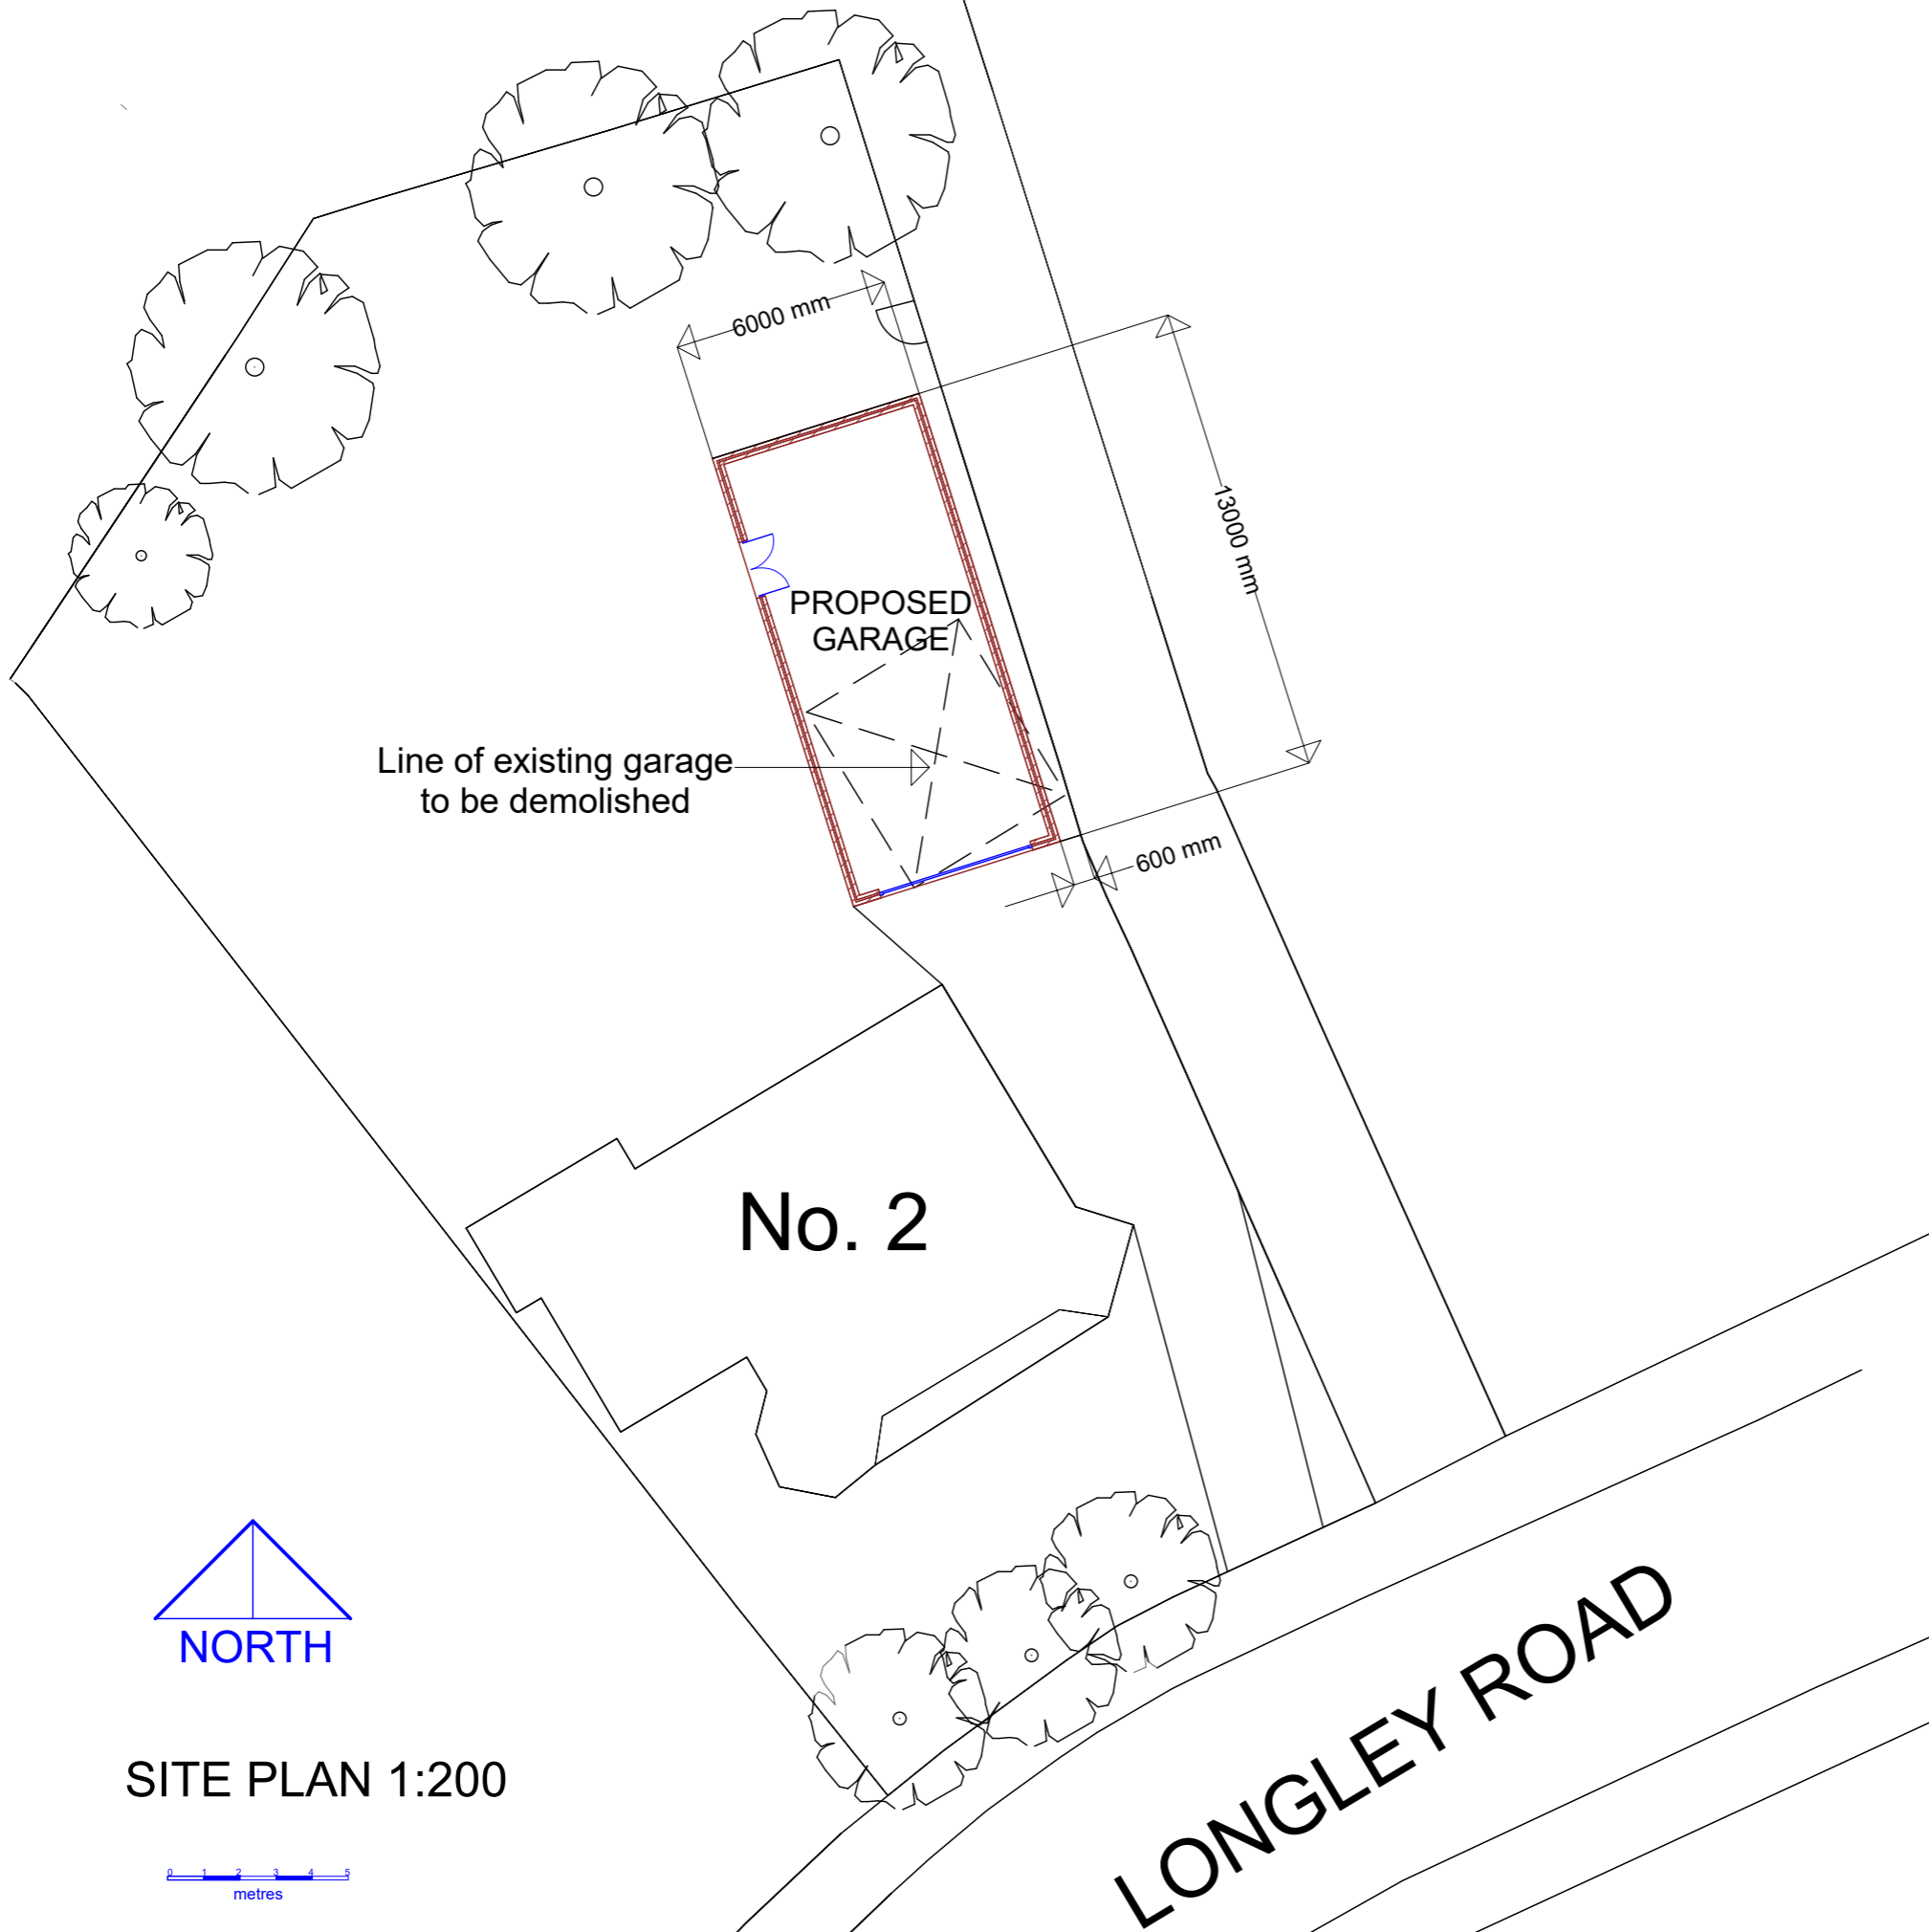 6000 mm
13000 mm
PROPOSED
GARAGE
Line of existing garage
to be demolished
600 mm
No. 2
NORTH
SITE PLAN 1:200
LONGLEY ROAD
0 1 2 3 4 5
metres